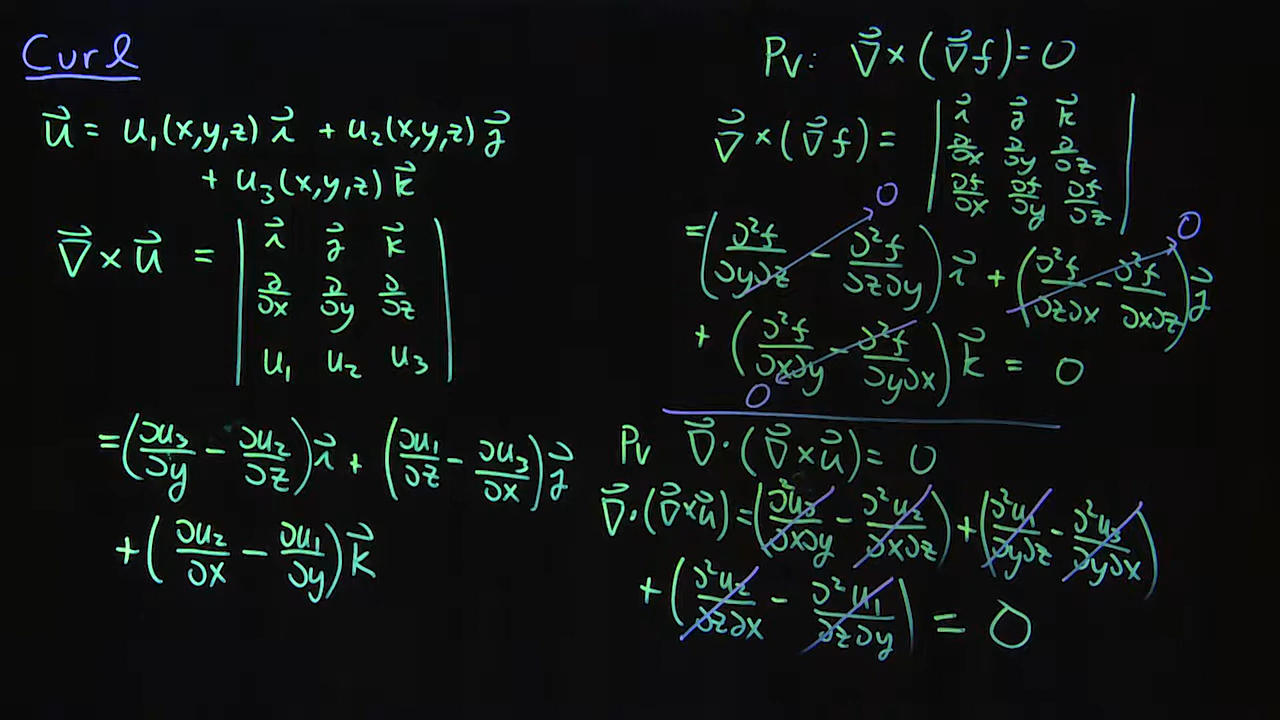 Curl
u⃗ = u₁(x,y,z) i⃗ + u₂(x,y,z) j⃗
+ u₃(x,y,z) k⃗
∇⃗ × u⃗ = | i⃗ j⃗ k⃗ |
| ∂/∂x ∂/∂y ∂/∂z |
| u₁ u₂ u₃ |
= (∂u₃/∂y − ∂u₂/∂z) i⃗ + (∂u₁/∂z − ∂u₃/∂x) j⃗
+ (∂u₂/∂x − ∂u₁/∂y) k⃗
Pv: ∇⃗ × (∇⃗f) = 0
∇⃗ × (∇⃗f) = | i⃗ j⃗ k⃗ |
| ∂/∂x ∂/∂y ∂/∂z |
| ∂f/∂x ∂f/∂y ∂f/∂z |
0 0
= (∂²f/∂y∂z − ∂²f/∂z∂y) i⃗ + (∂²f/∂z∂x − ∂²f/∂x∂z) j⃗
+ (∂²f/∂x∂y − ∂²f/∂y∂x) k⃗ = 0
0
Pv ∇⃗ · (∇⃗ × u⃗) = 0
∇⃗ · (∇⃗ × u⃗) = (∂²u₃/∂x∂y − ∂²u₂/∂x∂z) + (∂²u₁/∂y∂z − ∂²u₃/∂y∂x)
+ (∂²u₂/∂z∂x − ∂²u₁/∂z∂y) = 0